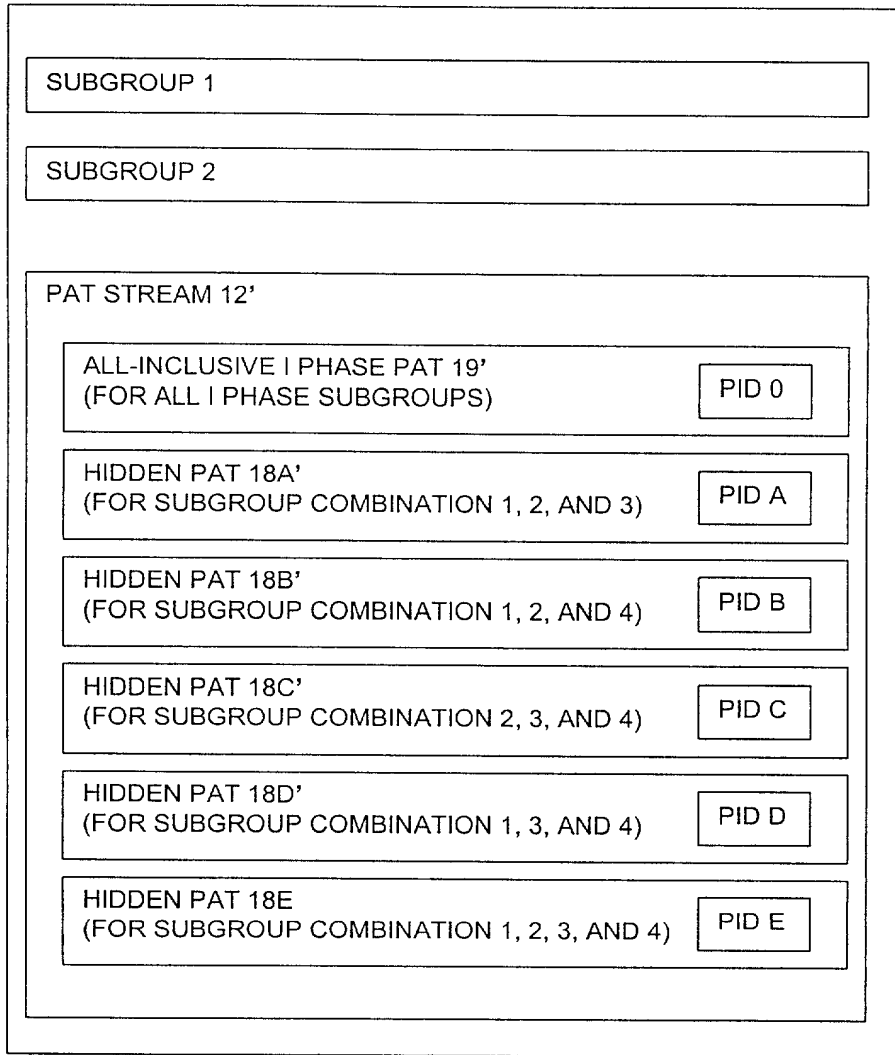 SUBGROUP 1
SUBGROUP 2
PAT STREAM 12’
ALL-INCLUSIVE I PHASE PAT 19’
(FOR ALL I PHASE SUBGROUPS)
PID 0
HIDDEN PAT 18A’
(FOR SUBGROUP COMBINATION 1, 2, AND 3)
PID A
HIDDEN PAT 18B’
(FOR SUBGROUP COMBINATION 1, 2, AND 4)
PID B
HIDDEN PAT 18C’
(FOR SUBGROUP COMBINATION 2, 3, AND 4)
PID C
HIDDEN PAT 18D’
(FOR SUBGROUP COMBINATION 1, 3, AND 4)
PID D
HIDDEN PAT 18E
(FOR SUBGROUP COMBINATION 1, 2, 3, AND 4)
PID E